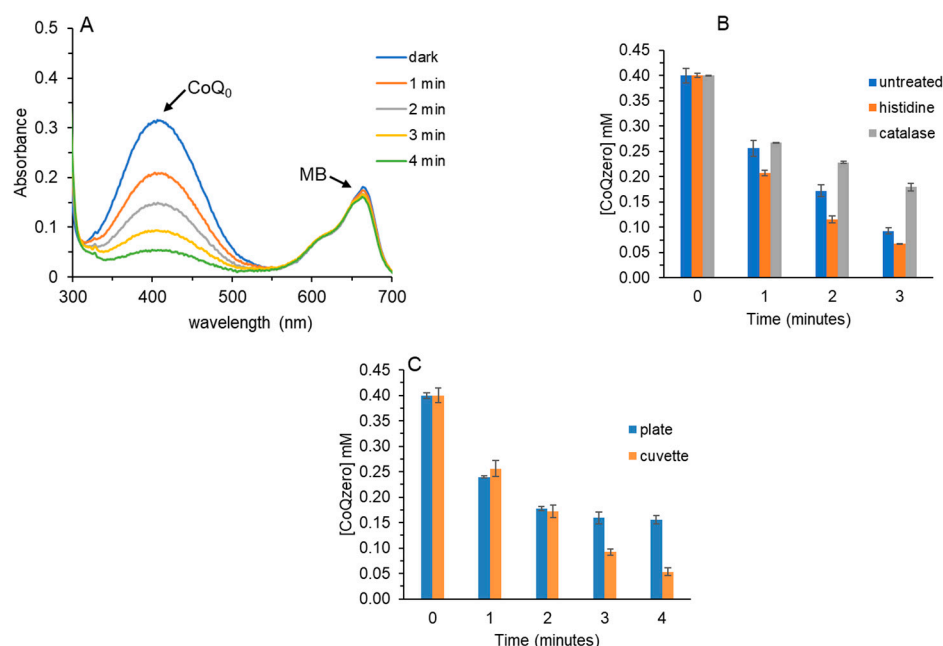 A
0.5
0.4
0.3
0.2
0.1
0
Absorbance
300 400 500 600 700
wavelength (nm)
CoQ0
MB
dark
1 min
2 min
3 min
4 min
B
0.45
0.40
0.35
0.30
0.25
0.20
0.15
0.10
0.05
0.00
[CoQzero] mM
0 1 2 3
Time (minutes)
untreated
histidine
catalase
C
0.45
0.40
0.35
0.30
0.25
0.20
0.15
0.10
0.05
0.00
[CoQzero] mM
0 1 2 3 4
Time (minutes)
plate
cuvette